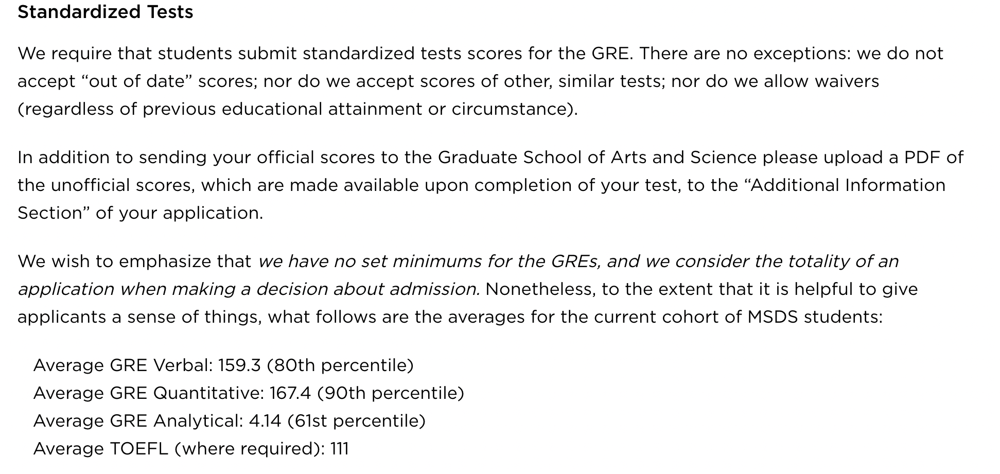 Standardized Tests
We require that students submit standardized tests scores for the GRE. There are no exceptions: we do not
accept “out of date” scores; nor do we accept scores of other, similar tests; nor do we allow waivers
(regardless of previous educational attainment or circumstance).
In addition to sending your official scores to the Graduate School of Arts and Science please upload a PDF of
the unofficial scores, which are made available upon completion of your test, to the “Additional Information
Section” of your application.
We wish to emphasize that we have no set minimums for the GREs, and we consider the totality of an
application when making a decision about admission. Nonetheless, to the extent that it is helpful to give
applicants a sense of things, what follows are the averages for the current cohort of MSDS students:
Average GRE Verbal: 159.3 (80th percentile)
Average GRE Quantitative: 167.4 (90th percentile)
Average GRE Analytical: 4.14 (61st percentile)
Average TOEFL (where required): 111